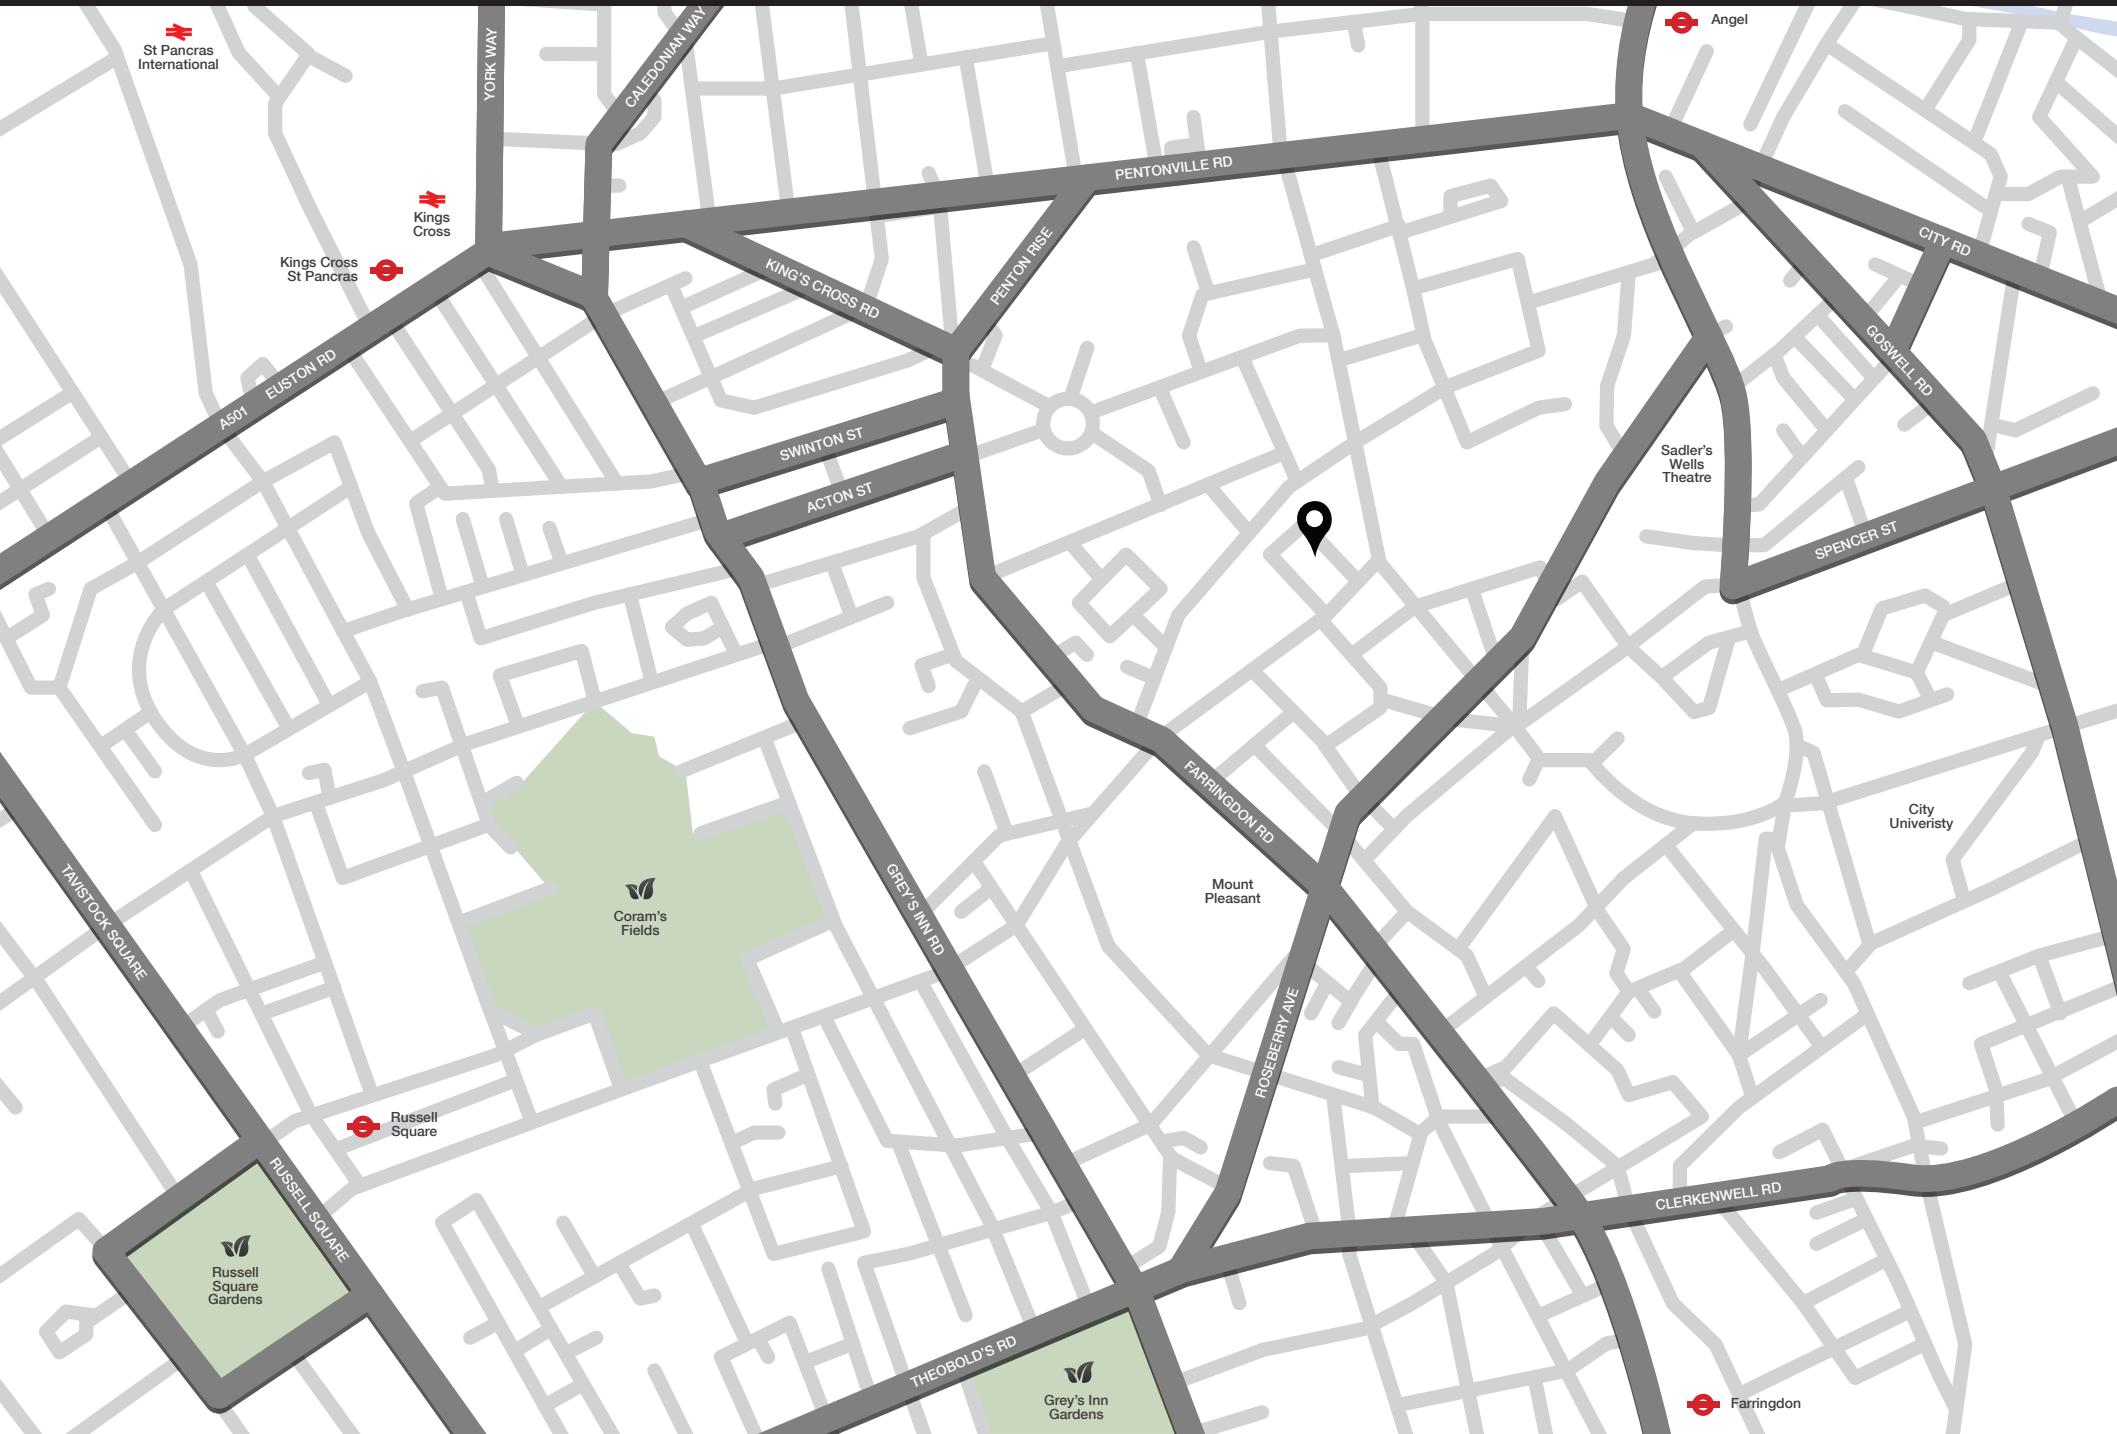 St Pancras
International
YORK WAY
CALEDONIAN WAY
Angel
Kings
Cross
Kings Cross
St Pancras
PENTONVILLE RD
KING'S CROSS RD
PENTON RISE
CITY RD
GOSWELL RD
A501
EUSTON RD
SWINTON ST
ACTON ST
Sadler's
Wells
Theatre
SPENCER ST
FARRINGDON RD
City
Univeristy
Mount
Pleasant
TAVISTOCK SQUARE
Coram's
Fields
GREY'S INN RD
ROSEBERRY AVE
Russell
Square
RUSSELL SQUARE
CLERKENWELL RD
Russell
Square
Gardens
THEOBOLD'S RD
Grey's Inn
Gardens
Farringdon